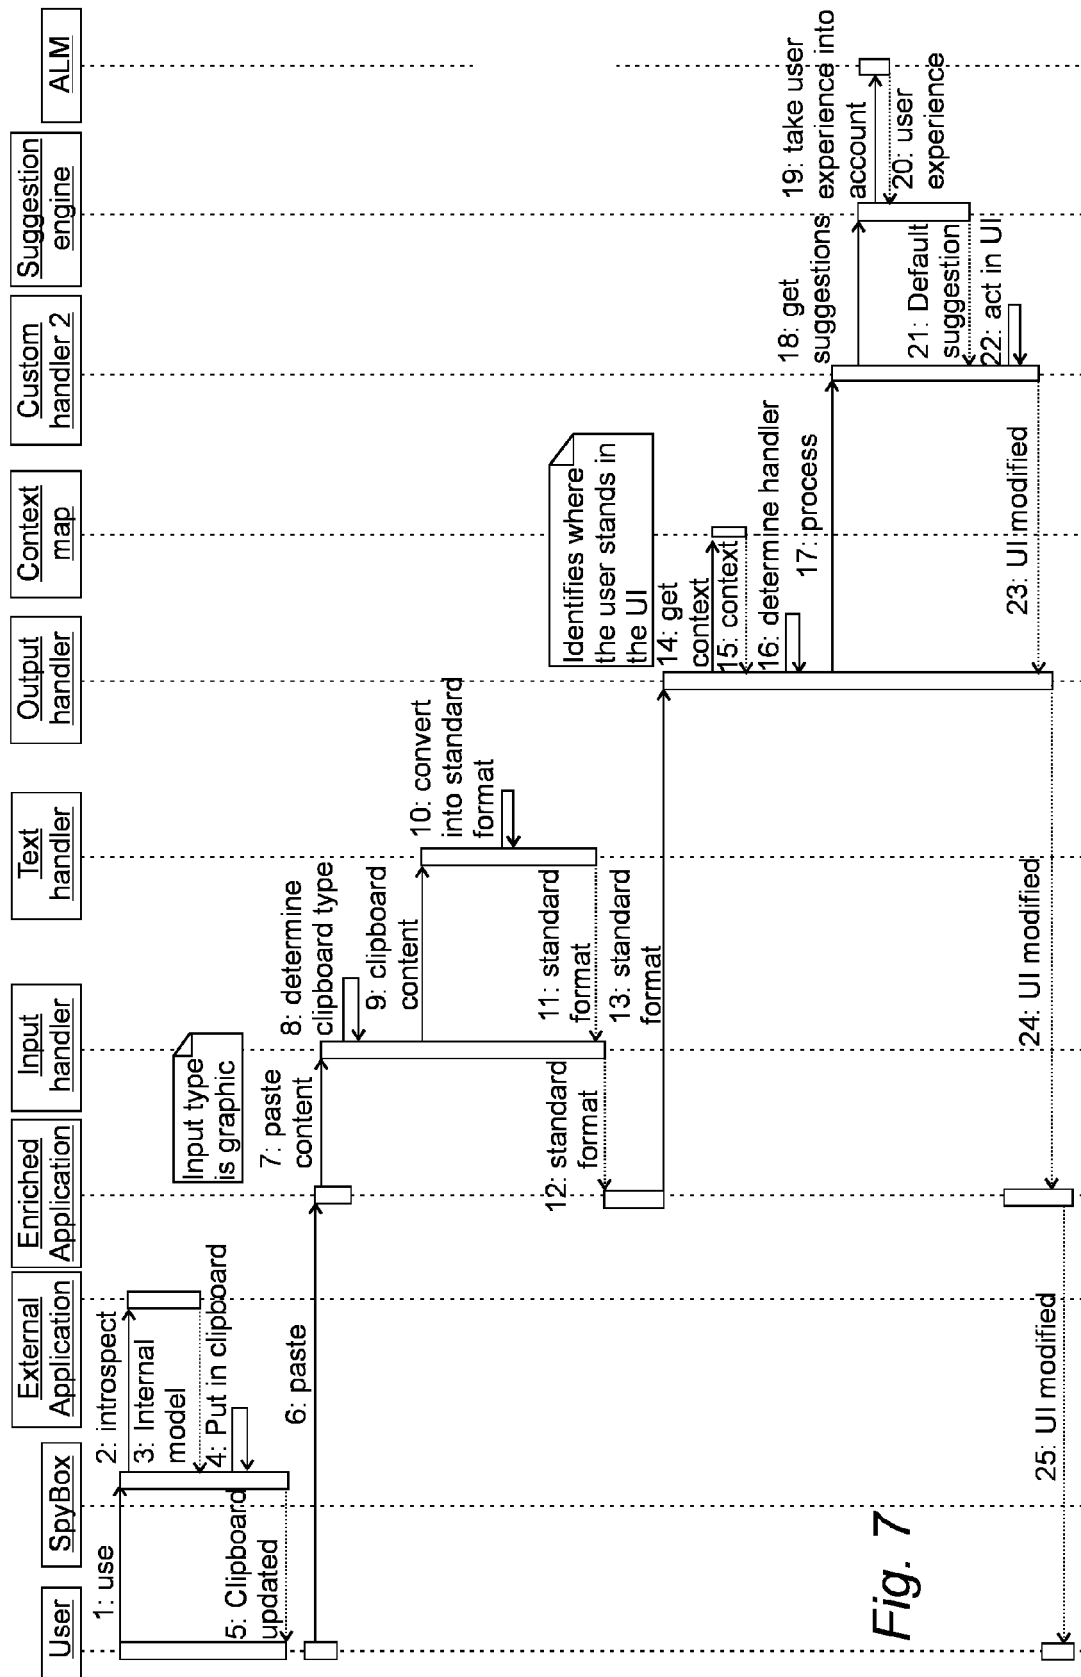 User
SpyBox
External
Application
Enriched
Application
Input
handler
Text
handler
Output
handler
Context
map
Custom
handler 2
Suggestion
engine
ALM
1: use
2: introspect
3: Internal
model
4: Put in clipboard
5: Clipboard
updated
6: paste
Input type
is graphic
7: paste
content
8: determine
clipboard type
9: clipboard
content
10: convert
into standard
format
11: standard
format
12: standard
format
13: standard
format
Identifies where
the user stands in
the UI
14: get
context
15: context
16: determine handler
17: process
18: get
suggestions
19: take user
experience into
account
20: user
experience
21: Default
suggestion
22: act in UI
23: UI modified
24: UI modified
25: UI modified
Fig. 7